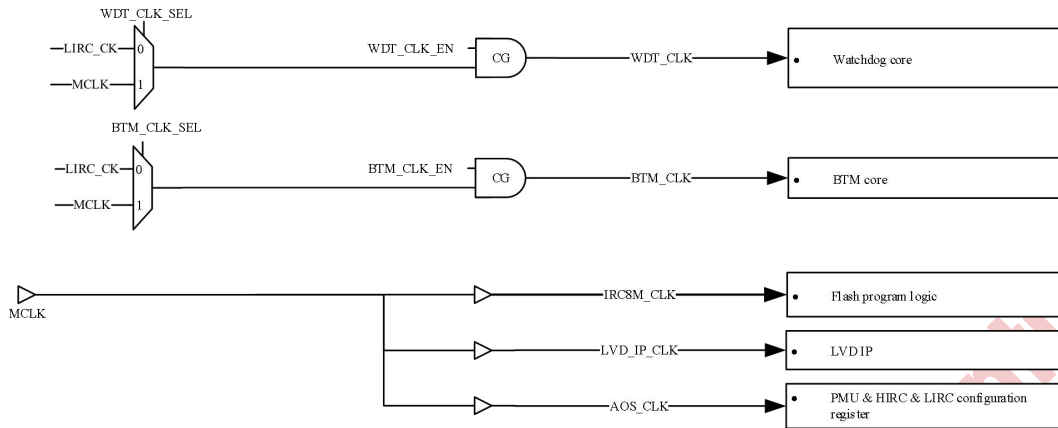 WDT_CLK_SEL
LIRC_CK
0
MCLK
1
WDT_CLK_EN
CG
WDT_CLK
Watchdog core
BTM_CLK_SEL
LIRC_CK
0
MCLK
1
BTM_CLK_EN
CG
BTM_CLK
BTM core
MCLK
IRC8M_CLK
Flash program logic
LVD_IP_CLK
LVD IP
AOS_CLK
PMU & HIRC & LIRC configuration
register